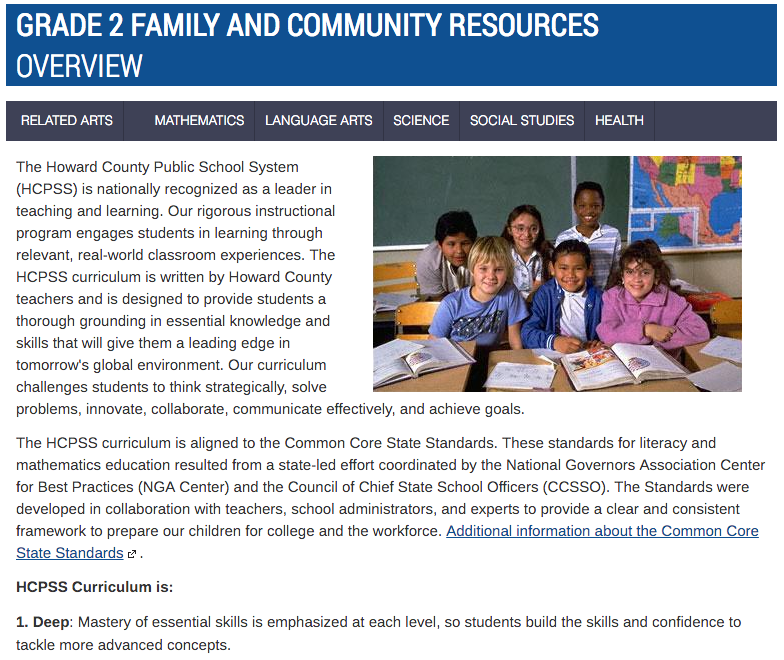 GRADE 2 FAMILY AND COMMUNITY RESOURCES
OVERVIEW
RELATED ARTS MATHEMATICS LANGUAGE ARTS SCIENCE SOCIAL STUDIES HEALTH
The Howard County Public School System
(HCPSS) is nationally recognized as a leader in
teaching and learning. Our rigorous instructional
program engages students in learning through
relevant, real-world classroom experiences. The
HCPSS curriculum is written by Howard County
teachers and is designed to provide students a
thorough grounding in essential knowledge and
skills that will give them a leading edge in
tomorrow's global environment. Our curriculum
challenges students to think strategically, solve
problems, innovate, collaborate, communicate effectively, and achieve goals.
The HCPSS curriculum is aligned to the Common Core State Standards. These standards for literacy and
mathematics education resulted from a state-led effort coordinated by the National Governors Association Center
for Best Practices (NGA Center) and the Council of Chief State School Officers (CCSSO). The Standards were
developed in collaboration with teachers, school administrators, and experts to provide a clear and consistent
framework to prepare our children for college and the workforce. Additional information about the Common Core
State Standards .
HCPSS Curriculum is:
1. Deep: Mastery of essential skills is emphasized at each level, so students build the skills and confidence to
tackle more advanced concepts.